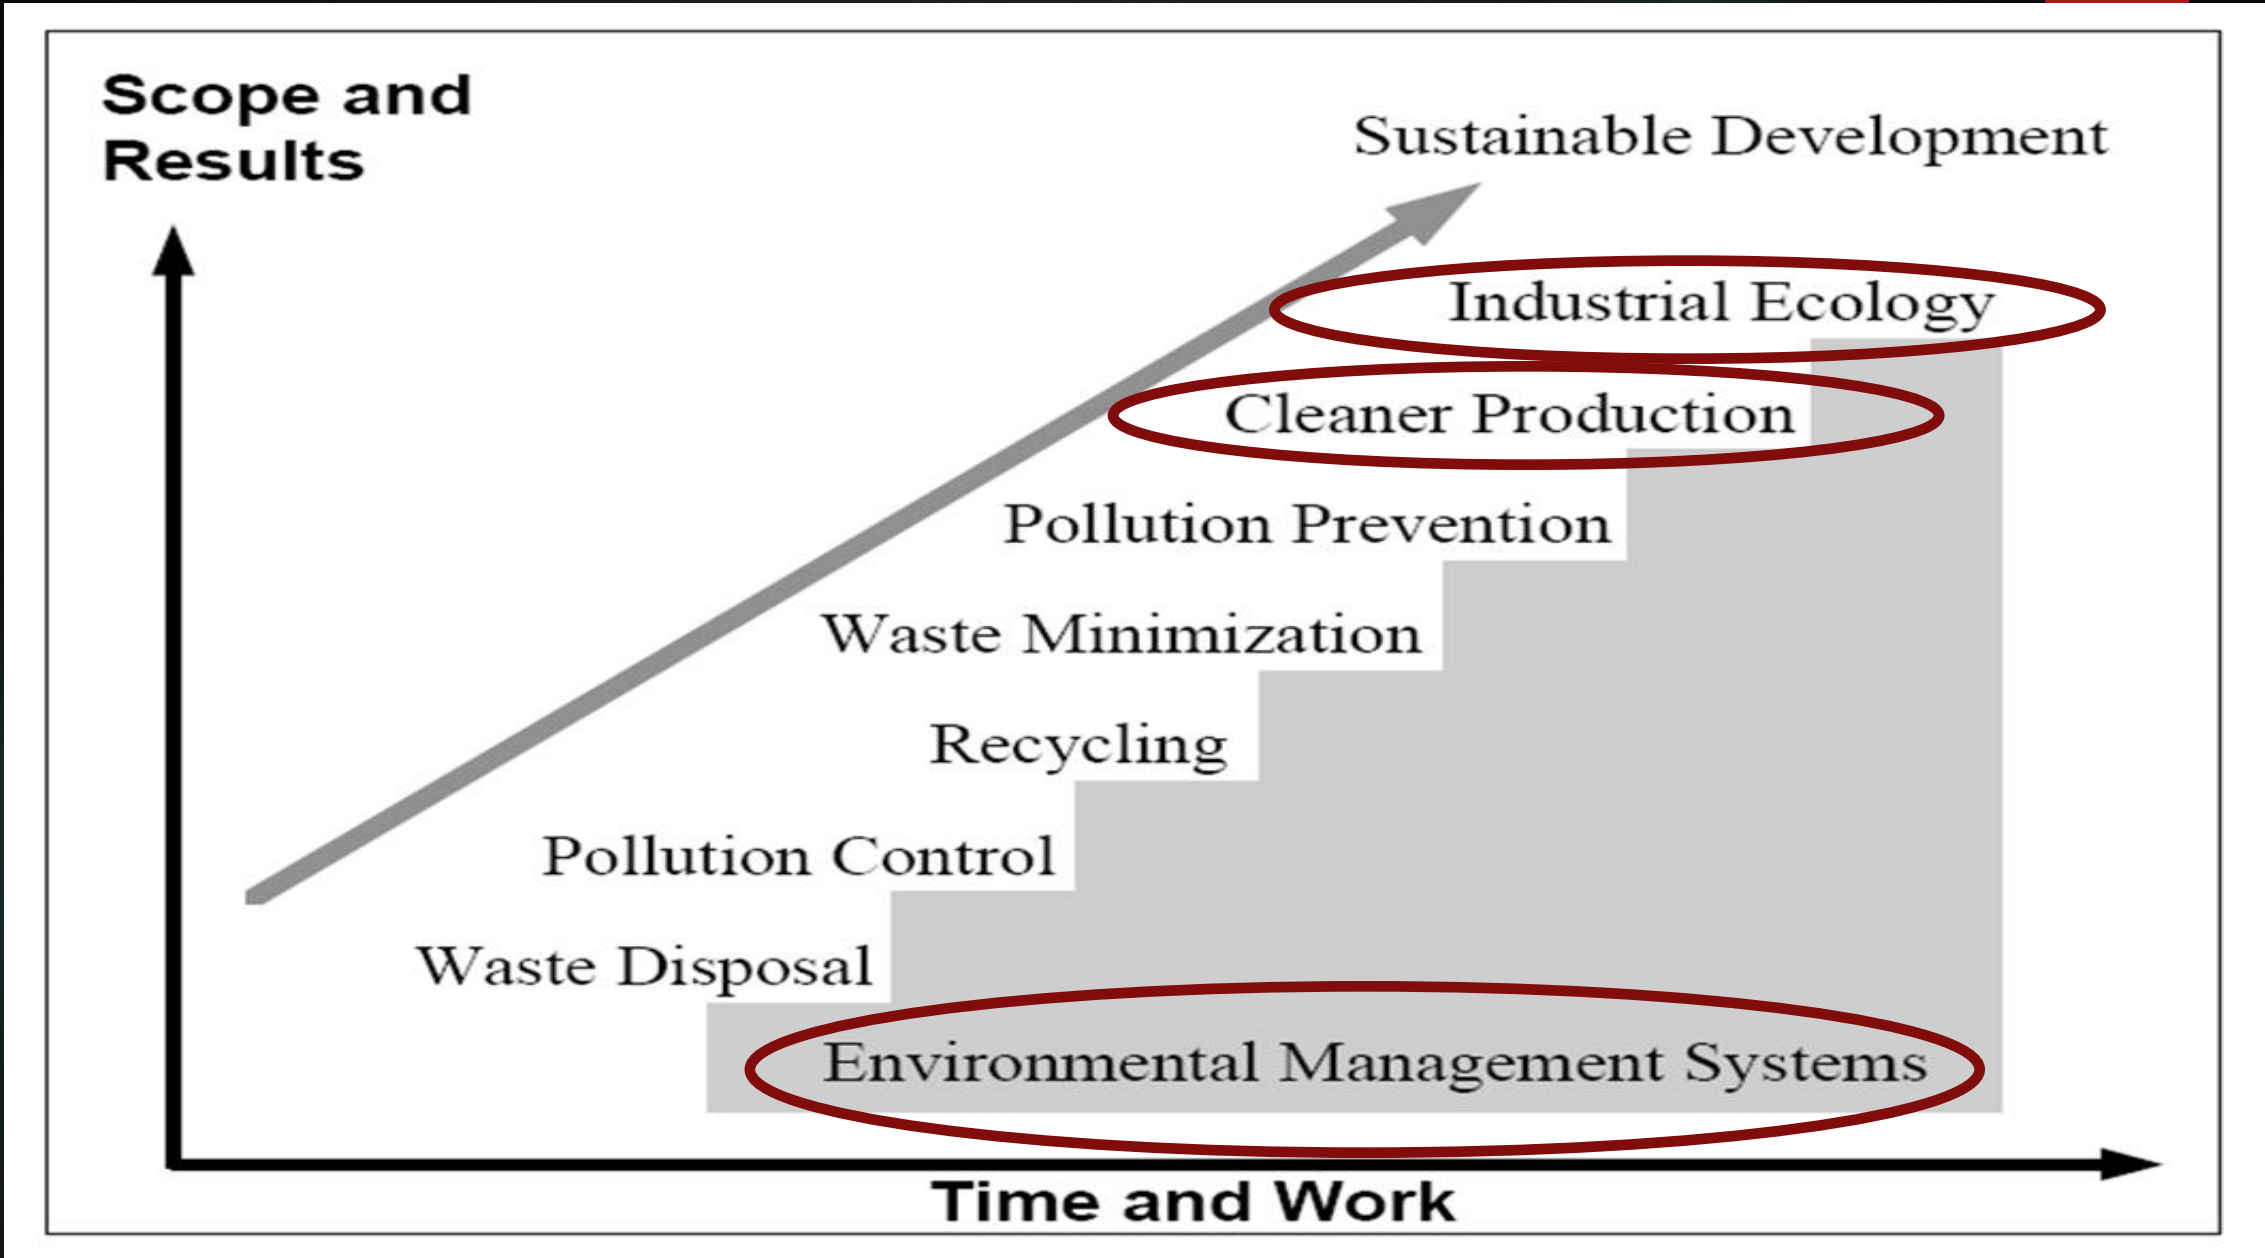 Scope and
Results
Sustainable Development
Industrial Ecology
Cleaner Production
Pollution Prevention
Waste Minimization
Recycling
Pollution Control
Waste Disposal
Environmental Management Systems
Time and Work